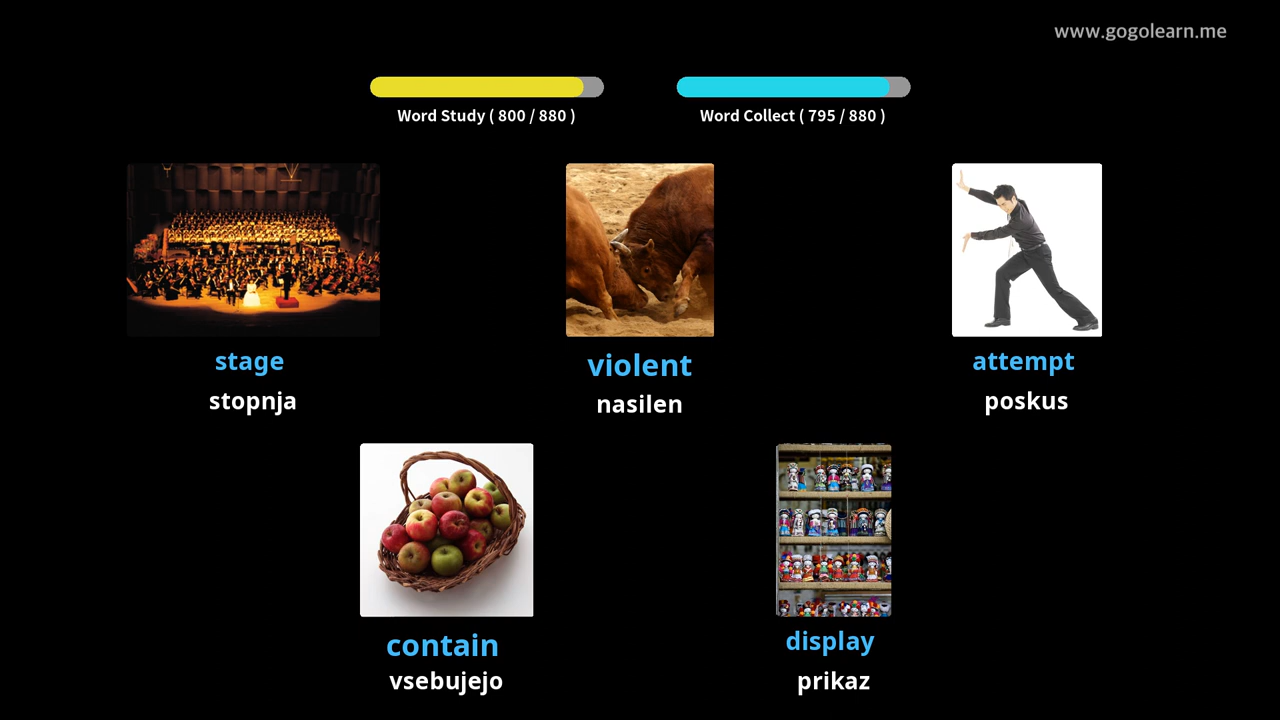 www.gogolearn.me
Word Study ( 800 / 880 )
Word Collect ( 795 / 880 )
stage
stopnja
violent
nasilen
attempt
poskus
contain
vsebujejo
display
prikaz